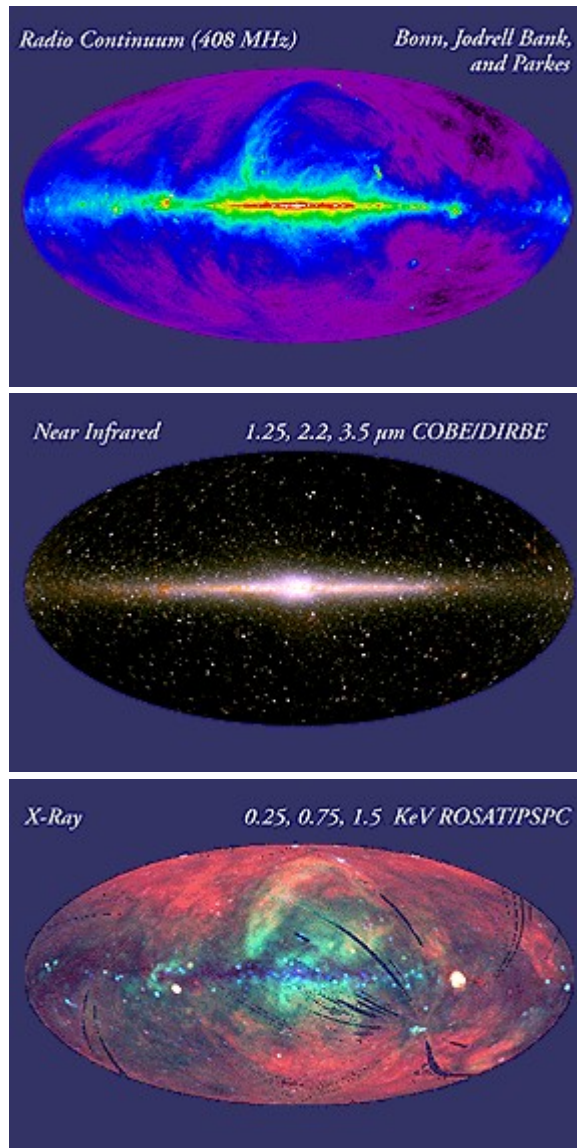 Radio Continuum (408 MHz)
Bonn, Jodrell Bank,
and Parkes
Near Infrared
1.25, 2.2, 3.5 µm COBE/DIRBE
X-Ray
0.25, 0.75, 1.5 KeV ROSAT/PSPC